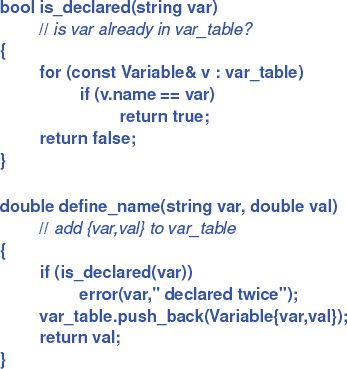 bool is_declared(string var)
// is var already in var_table?
{
for (const Variable& v : var_table)
if (v.name == var)
return true;
return false;
}

double define_name(string var, double val)
// add {var,val} to var_table
{
if (is_declared(var))
error(var," declared twice");
var_table.push_back(Variable{var,val});
return val;
}